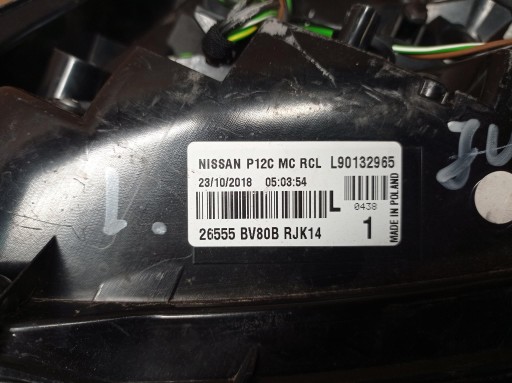 NISSAN P12C MC RCL L90132965
23/10/2018 05:03:54
L 0438
26555 BV80B RJK14 1
MADE IN POLAND
1.